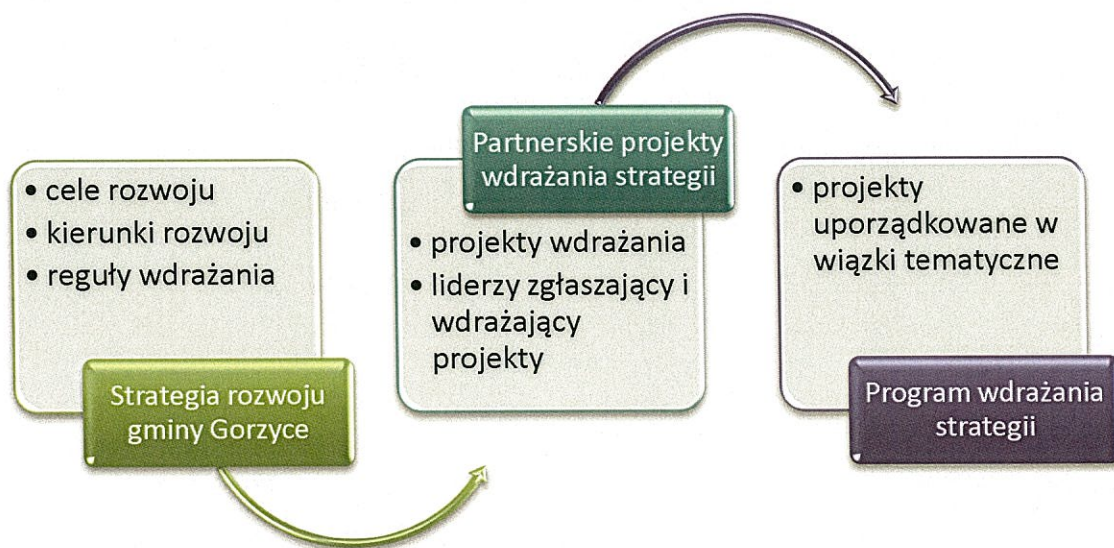 • cele rozwoju
• kierunki rozwoju
• reguły wdrażania
Strategia rozwoju
gminy Gorzyce
Partnerskie projekty
wdrażania strategii
• projekty wdrażania
• liderzy zgłaszający i
wdrażający
projekty
• projekty
uporządkowane w
wiązki tematyczne
Program wdrażania
strategii